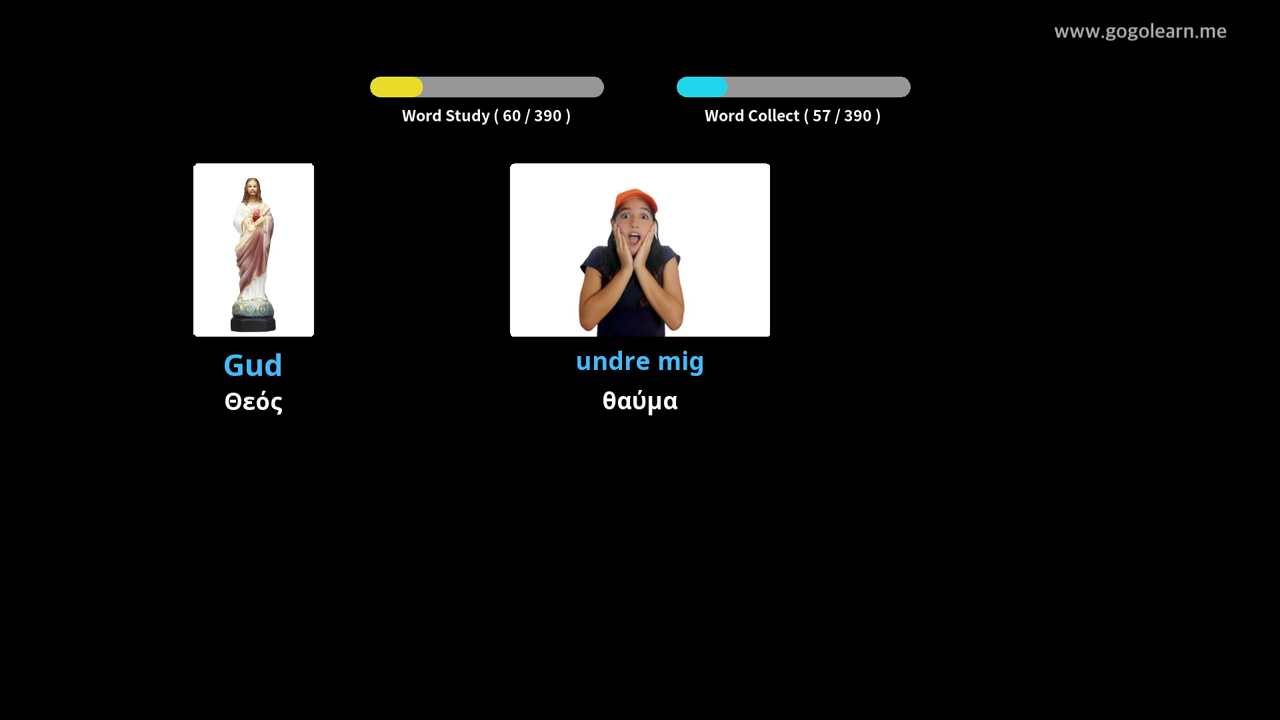 www.gogolearn.me
Word Study ( 60 / 390 )
Word Collect ( 57 / 390 )
Gud
Θεός
undre mig
θαύμα